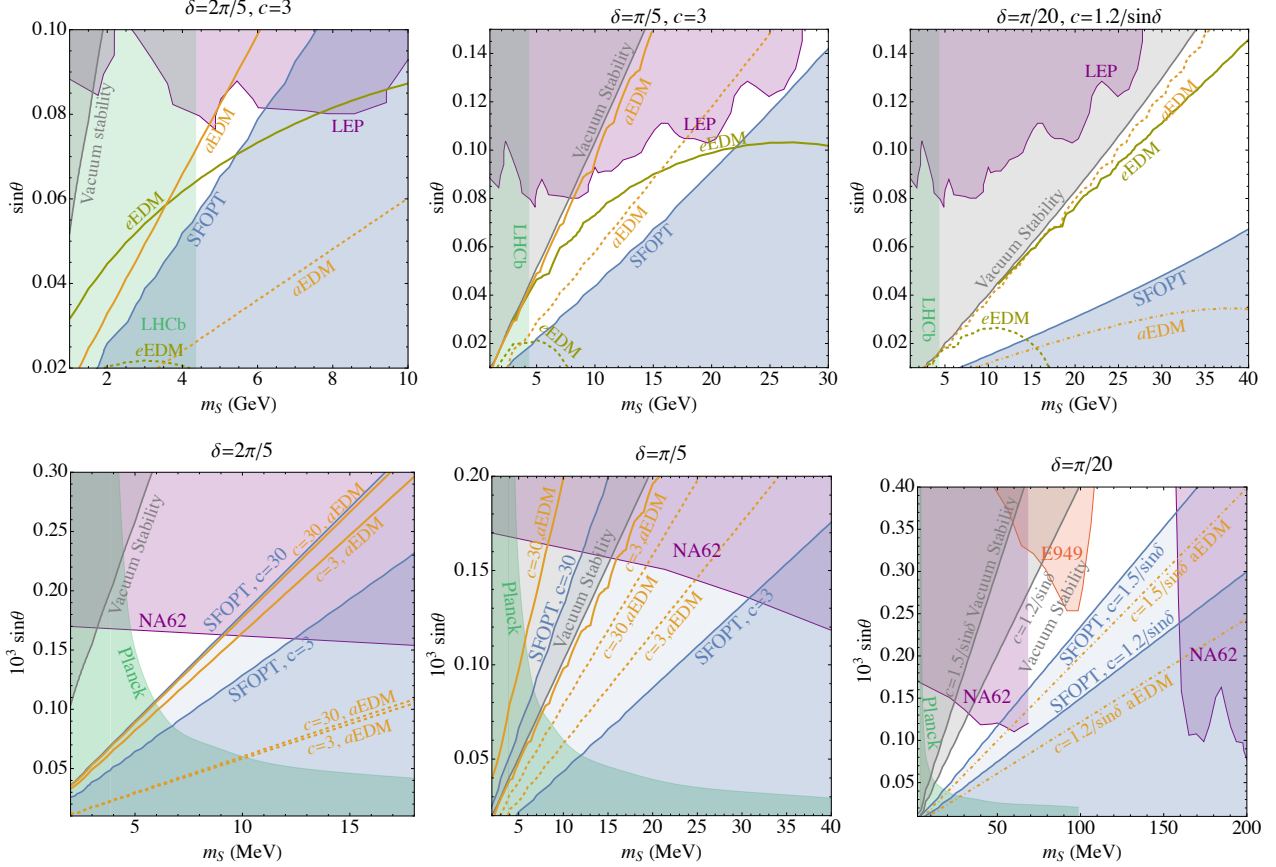 δ=2π/5, c=3
0.10
0.08
0.06
0.04
0.02
sinθ
2
4
6
8
10
m_S (GeV)
Vacuum stability
aEDM
LEP
eEDM
SFOPT
aEDM
LHCb
eEDM
δ=π/5, c=3
0.14
0.12
0.10
0.08
0.06
0.04
0.02
sinθ
5
10
15
20
25
30
m_S (GeV)
Vacuum Stability
aEDM
LEP
eEDM
aEDM
SFOPT
LHCb
eEDM
δ=π/20, c=1.2/sinδ
0.14
0.12
0.10
0.08
0.06
0.04
0.02
sinθ
5
10
15
20
25
30
35
40
m_S (GeV)
LEP
aEDM
eEDM
Vacuum Stability
LHCb
SFOPT
aEDM
eEDM
δ=2π/5
0.30
0.25
0.20
0.15
0.10
0.05
10³ sinθ
5
10
15
m_S (MeV)
Vacuum Stability
c=30, aEDM
SFOPT, c=30
c=3, aEDM
NA62
Planck
SFOPT, c=3
c=30, aEDM
c=3, aEDM
δ=π/5
0.20
0.15
0.10
0.05
10³ sinθ
5
10
15
20
25
30
35
40
m_S (MeV)
c=30, aEDM
SFOPT, c=30
Vacuum Stability
c=3, aEDM
NA62
Planck
c=30, aEDM
c=3, aEDM
SFOPT, c=3
δ=π/20
0.40
0.35
0.30
0.25
0.20
0.15
0.10
0.05
10³ sinθ
50
100
150
200
m_S (MeV)
c=1.5/sinδ Vacuum Stability
E949
c=1.2/sinδ
Vacuum Stability
SFOPT, c=1.5/sinδ
c=1.5/sinδ aEDM
SFOPT, c=1.2/sinδ
c=1.2/sinδ aEDM
NA62
NA62
Planck